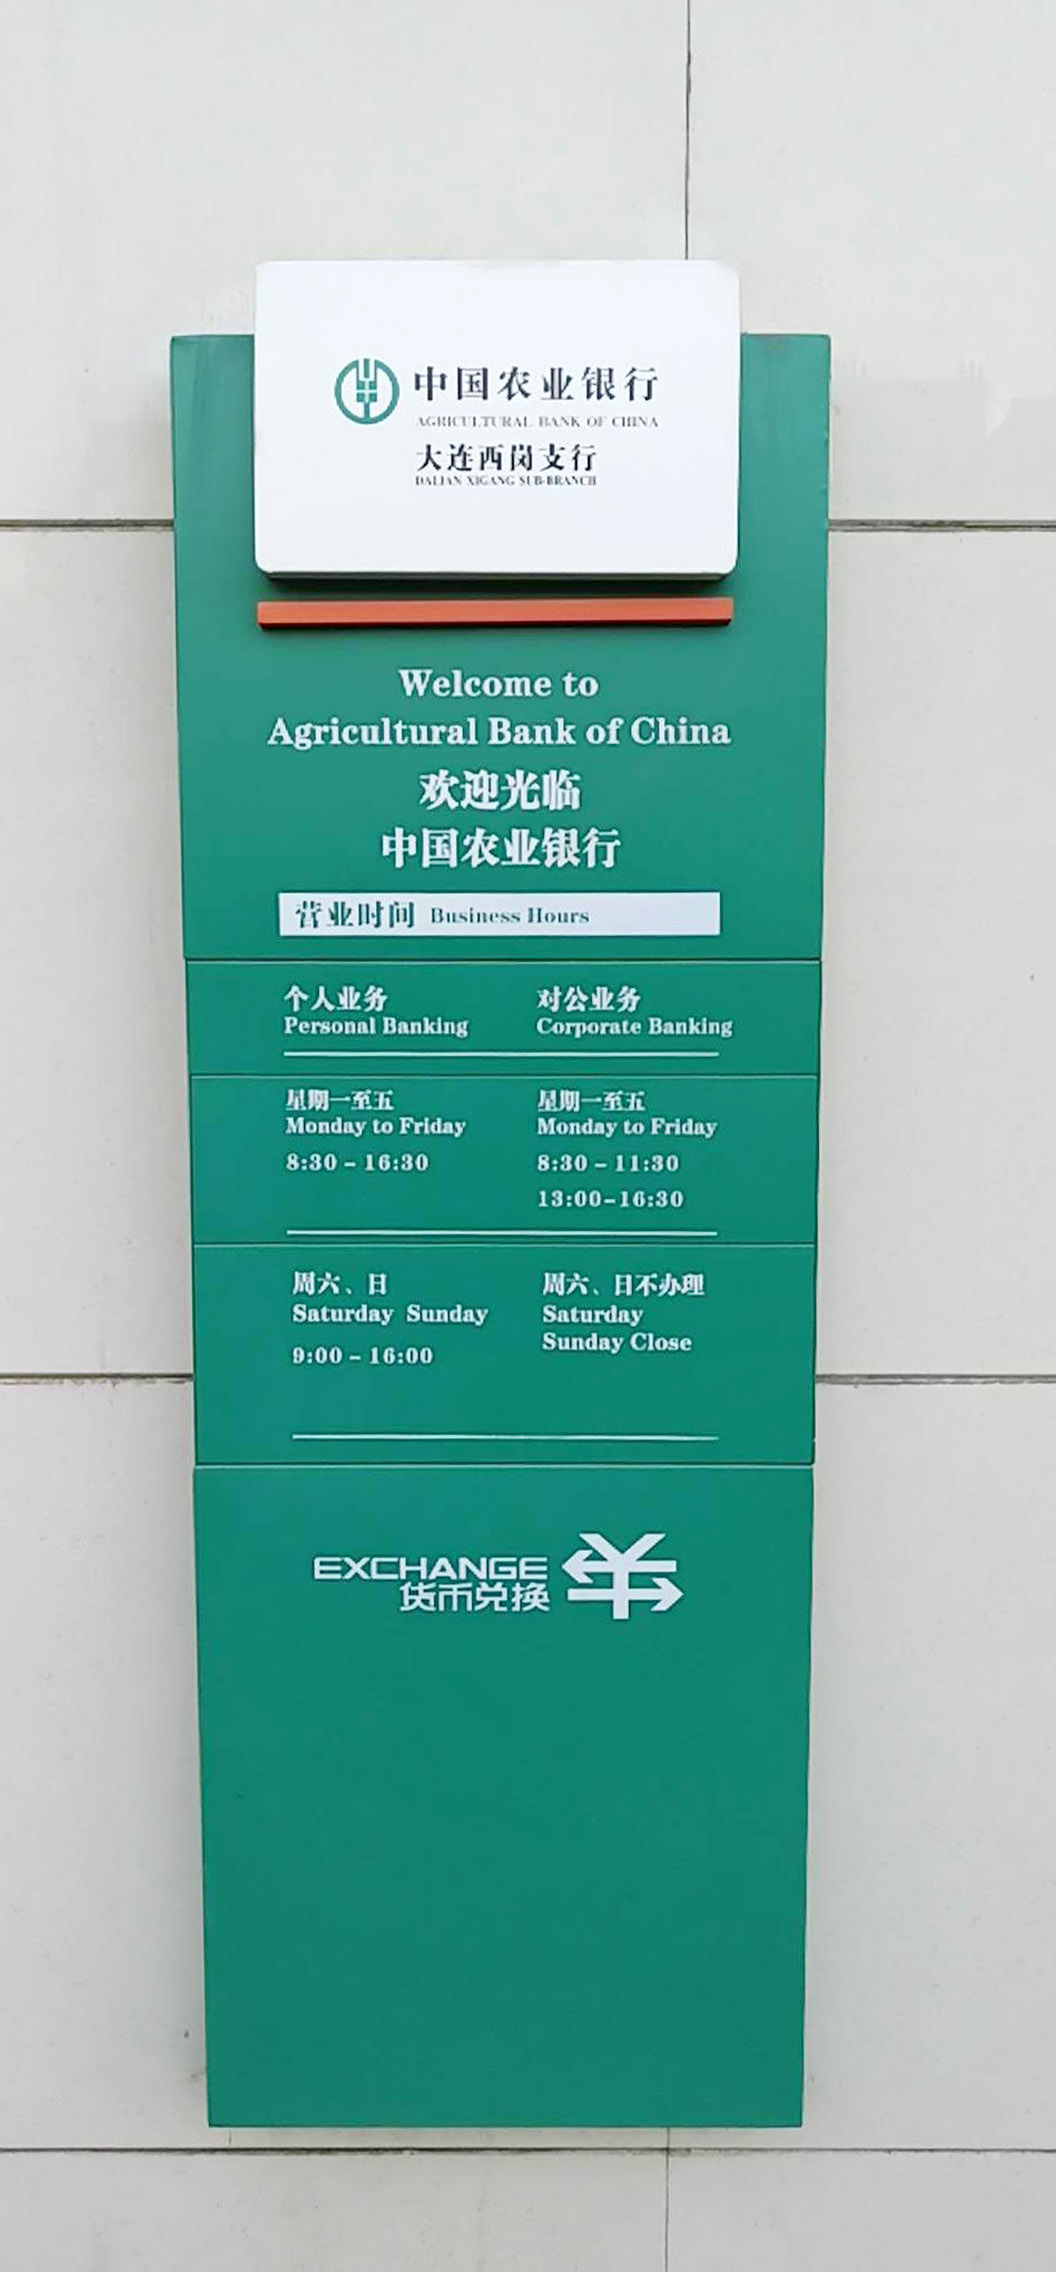 中国农业银行
AGRICULTURAL BANK OF CHINA
大连西岗支行
DALIAN XIGANG SUB-BRANCH
Welcome to
Agricultural Bank of China
欢迎光临
中国农业银行
营业时间 Business Hours
个人业务
Personal Banking
对公业务
Corporate Banking
星期一至五
Monday to Friday
8:30 - 16:30
星期一至五
Monday to Friday
8:30 - 11:30
13:00-16:30
周六、日
Saturday Sunday
9:00 - 16:00
周六、日不办理
Saturday
Sunday Close
EXCHANGE
货币兑换